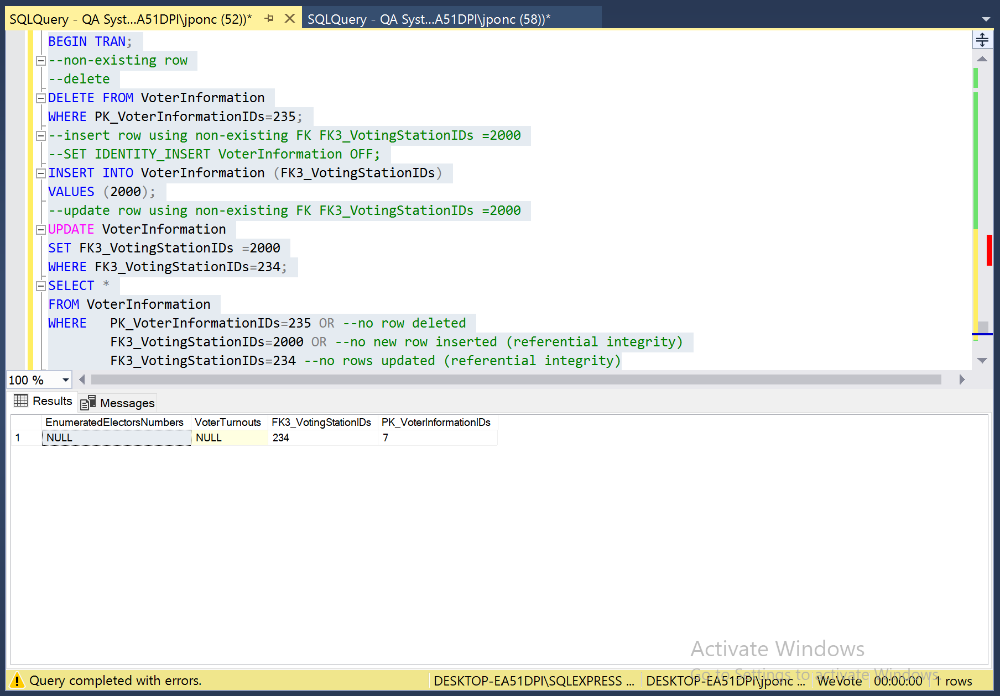 SQLQuery - QA Syst...A51DPI\jponc (52))*
SQLQuery - QA Syst...A51DPI\jponc (58))*
BEGIN TRAN;
--non-existing row
--delete
DELETE FROM VoterInformation
WHERE PK_VoterInformationIDs=235;
--insert row using non-existing FK FK3_VotingStationIDs =2000
--SET IDENTITY_INSERT VoterInformation OFF;
INSERT INTO VoterInformation (FK3_VotingStationIDs)
VALUES (2000);
--update row using non-existing FK FK3_VotingStationIDs =2000
UPDATE VoterInformation
SET FK3_VotingStationIDs =2000
WHERE FK3_VotingStationIDs=234;
SELECT *
FROM VoterInformation
WHERE   PK_VoterInformationIDs=235 OR --no row deleted
        FK3_VotingStationIDs=2000 OR --no new row inserted (referential integrity)
        FK3_VotingStationIDs=234 --no rows updated (referential integrity)
100 %
Results Messages
EnumeratedElectorsNumbers VoterTurnouts FK3_VotingStationIDs PK_VoterInformationIDs
1 NULL NULL 234 7
Activate Windows
Go to Settings to activate Windows.
Query completed with errors. DESKTOP-EA51DPI\SQLEXPRESS ... DESKTOP-EA51DPI\jponc ... WeVote 00:00:00 1 rows